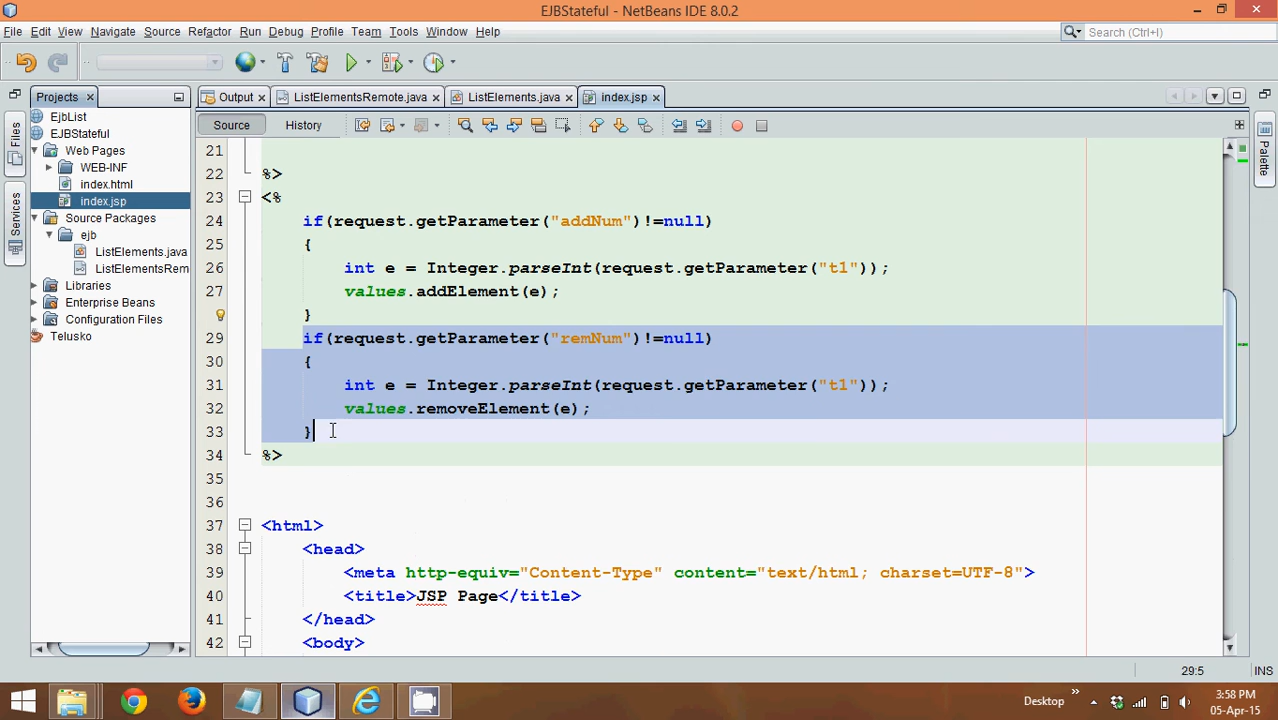 EJBStateful - NetBeans IDE 8.0.2
File Edit View Navigate Source Refactor Run Debug Profile Team Tools Window Help
Search (Ctrl+I)
Projects
Output ListElementsRemote.java ListElements.java index.jsp
Source History
Files
Services
Palette
EjbList
EJBStateful
Web Pages
WEB-INF
index.html
index.jsp
Source Packages
ejb
ListElements.java
ListElementsRem
Libraries
Enterprise Beans
Configuration Files
Telusko
21
22 %>
23 <%
24 if(request.getParameter("addNum")!=null)
25 {
26 int e = Integer.parseInt(request.getParameter("t1"));
27 values.addElement(e);
}
29 if(request.getParameter("remNum")!=null)
30 {
31 int e = Integer.parseInt(request.getParameter("t1"));
32 values.removeElement(e);
33 }
34 %>
35
36
37 <html>
38 <head>
39 <meta http-equiv="Content-Type" content="text/html; charset=UTF-8">
40 <title>JSP Page</title>
41 </head>
42 <body>
29:5 INS
Desktop
3:58 PM
05-Apr-15